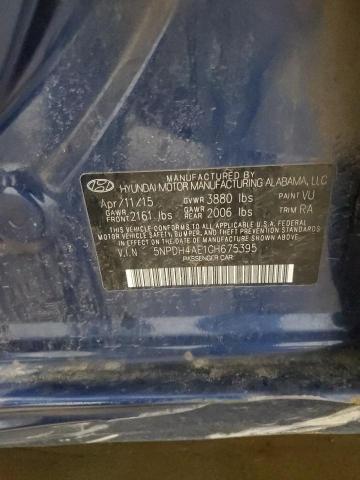 MANUFACTURED BY
HYUNDAI MOTOR MANUFACTURING ALABAMA, LLC
Apr/11/15 GVWR 3880 lbs PAINT VU
GAWR FRONT: 2161 lbs GAWR REAR 2006 lbs TRIM RA
THIS VEHICLE CONFORMS TO ALL APPLICABLE U.S.A. FEDERAL
MOTOR VEHICLE SAFETY, BUMPER, AND THEFT PREVENTION STANDARDS
IN EFFECT ON THE DATE OF MANUFACTURE SHOWN ABOVE.
V.I.N 5NPDH4AE1GH675395
PASSENGER CAR